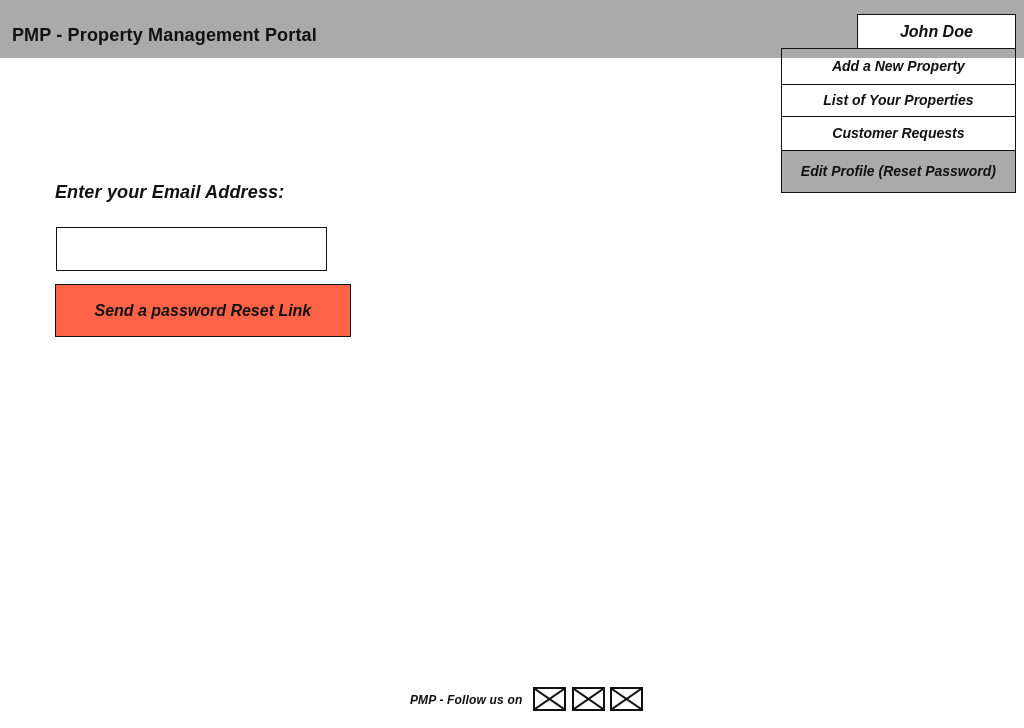 PMP - Property Management Portal
John Doe
Add a New Property
List of Your Properties
Customer Requests
Edit Profile (Reset Password)
Enter your Email Address:
Send a password Reset Link
PMP - Follow us on